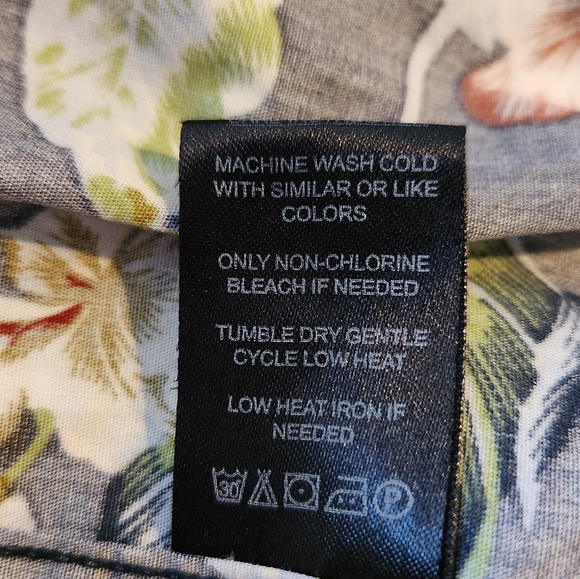 MACHINE WASH COLD
WITH SIMILAR OR LIKE
COLORS
ONLY NON-CHLORINE
BLEACH IF NEEDED
TUMBLE DRY GENTLE
CYCLE LOW HEAT
LOW HEAT IRON IF
NEEDED
30 P